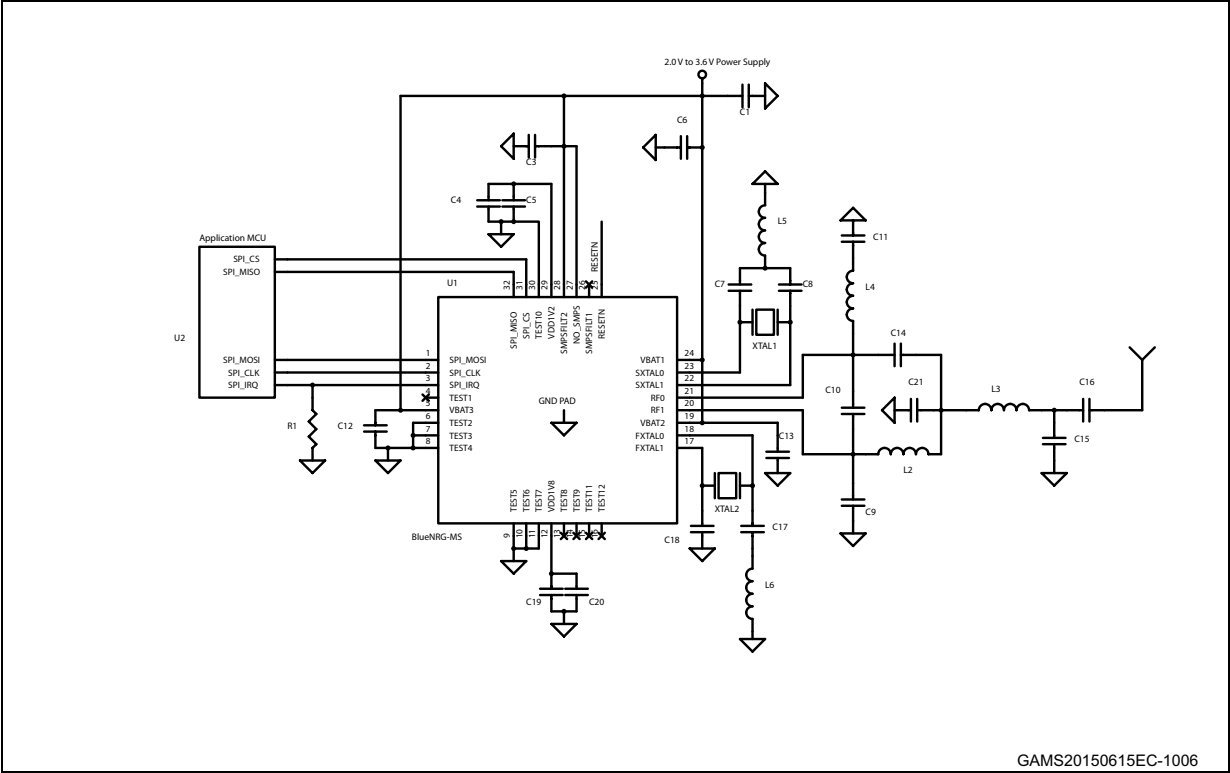 2.0 V to 3.6 V Power Supply
C1
C6
C3
C4
C5
L5
C11
Application MCU
SPI_CS
SPI_MISO
U2
SPI_MOSI
SPI_CLK
SPI_IRQ
R1
C12
U1
32
31
30
29
28
27
26
25
RESETN
SPI_MISO
SPI_CS
TEST10
VDD1V2
SMPSFILT2
NO_SMPS
SMPSFILT1
RESETN
1
SPI_MOSI
2
SPI_CLK
3
SPI_IRQ
4
TEST1
5
VBAT3
6
TEST2
7
TEST3
8
TEST4
GND PAD
VBAT1
24
SXTAL0
23
SXTAL1
22
RF0
21
RF1
20
VBAT2
19
FXTAL0
18
FXTAL1
17
TEST5
TEST6
TEST7
VDD1V8
TEST8
TEST9
TEST11
TEST12
9
10
11
12
13
14
15
16
BlueNRG-MS
C7
C8
XTAL1
L4
C14
C10
C21
L3
C16
C13
L2
C15
XTAL2
C9
C18
C17
L6
C19
C20
GAMS20150615EC-1006